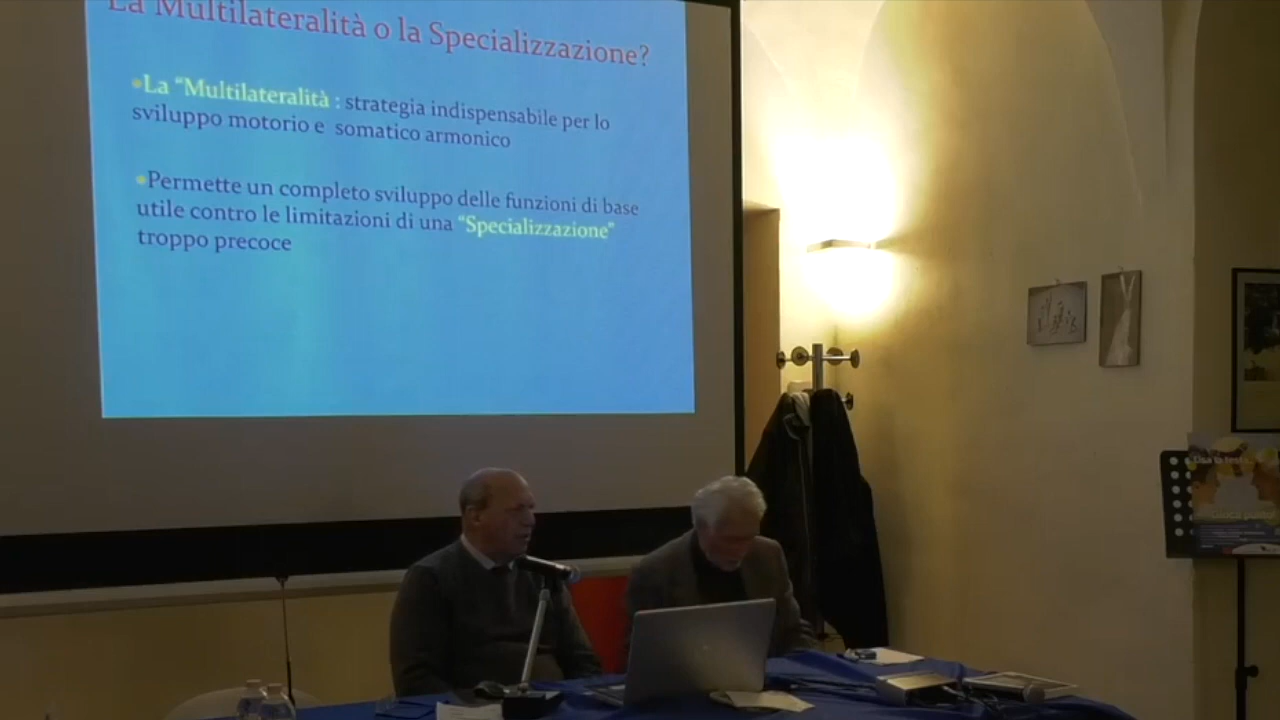 La Multilateralità o la Specializzazione?
•La "Multilateralità : strategia indispensabile per lo
sviluppo motorio e somatico armonico
•Permette un completo sviluppo delle funzioni di base
utile contro le limitazioni di una "Specializzazione"
troppo precoce